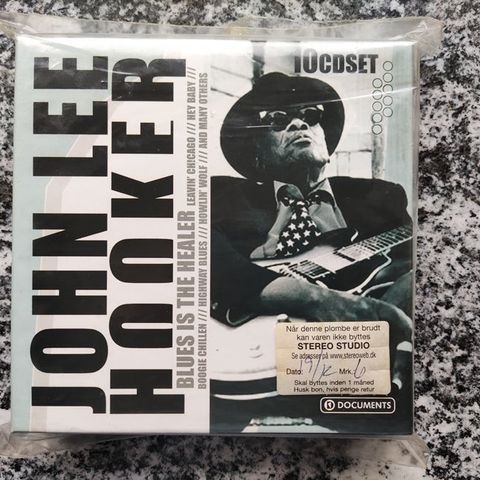 JOHN LEE
HOOKER
BLUES IS THE HEALER
LEAVIN' CHICAGO /// HEY BABY ///
BOOGIE CHILLEN /// HIGHWAY BLUES /// HOWLIN' WOLF /// AND MANY OTHERS
10CDSET
Når denne plombe er brudt
kan varen ikke byttes
STEREO STUDIO
Se adresser på www.stereoweb.dk
Dato: Mrk.:
Skal byttes inden 1 måned
Husk bon, hvis penge retur
DOCUMENTS